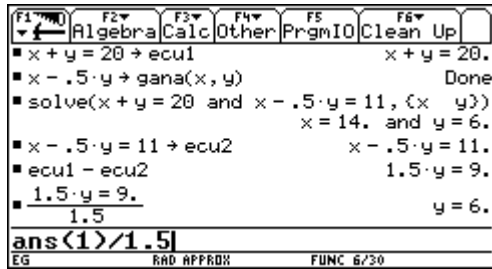 F1 F2 F3 F4 F5 F6
Algebra Calc Other PrgmIO Clean Up
x + y = 20 → ecu1 x + y = 20.
x - .5·y → gana(x, y) Done
solve(x + y = 20 and x - .5·y = 11, {x y})
x = 14. and y = 6.
x - .5·y = 11 → ecu2 x - .5·y = 11.
ecu1 - ecu2 1.5·y = 9.
1.5·y = 9.
1.5 y = 6.
ans(1)/1.5
EG RAD APPROX FUNC 6/30